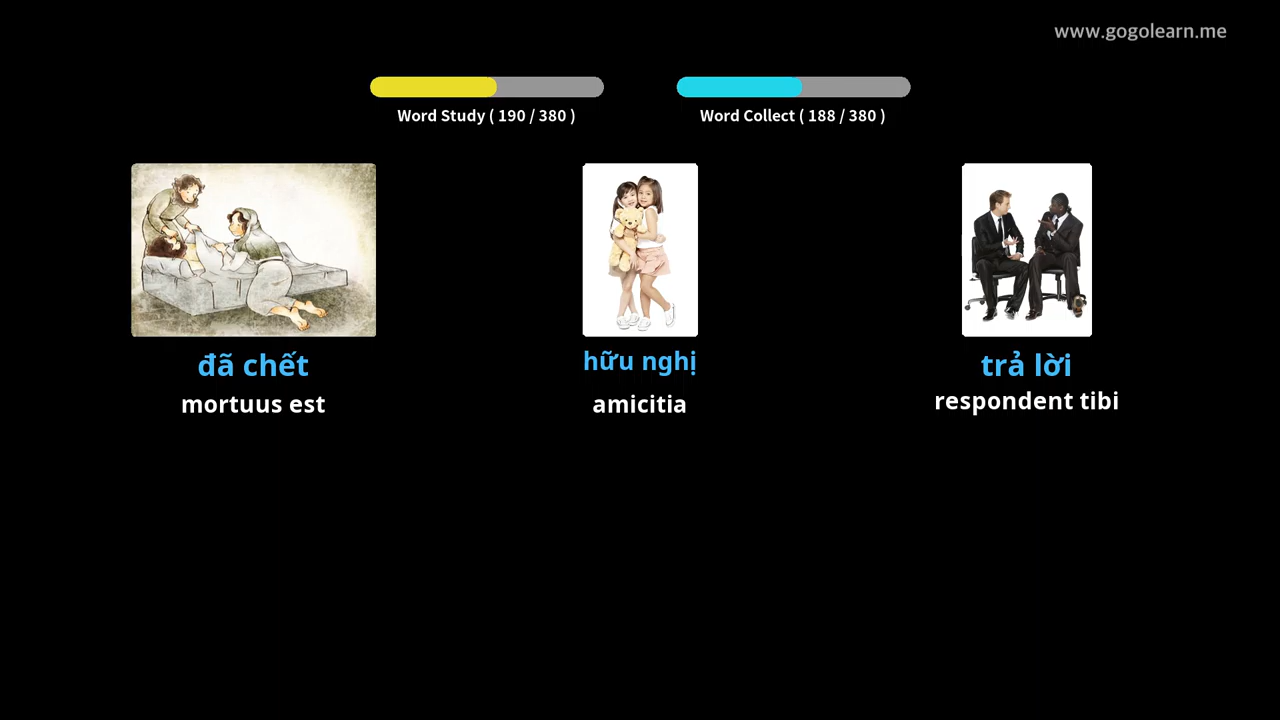 www.gogolearn.me
Word Study ( 190 / 380 )
Word Collect ( 188 / 380 )
đã chết
mortuus est
hữu nghị
amicitia
trả lời
respondent tibi